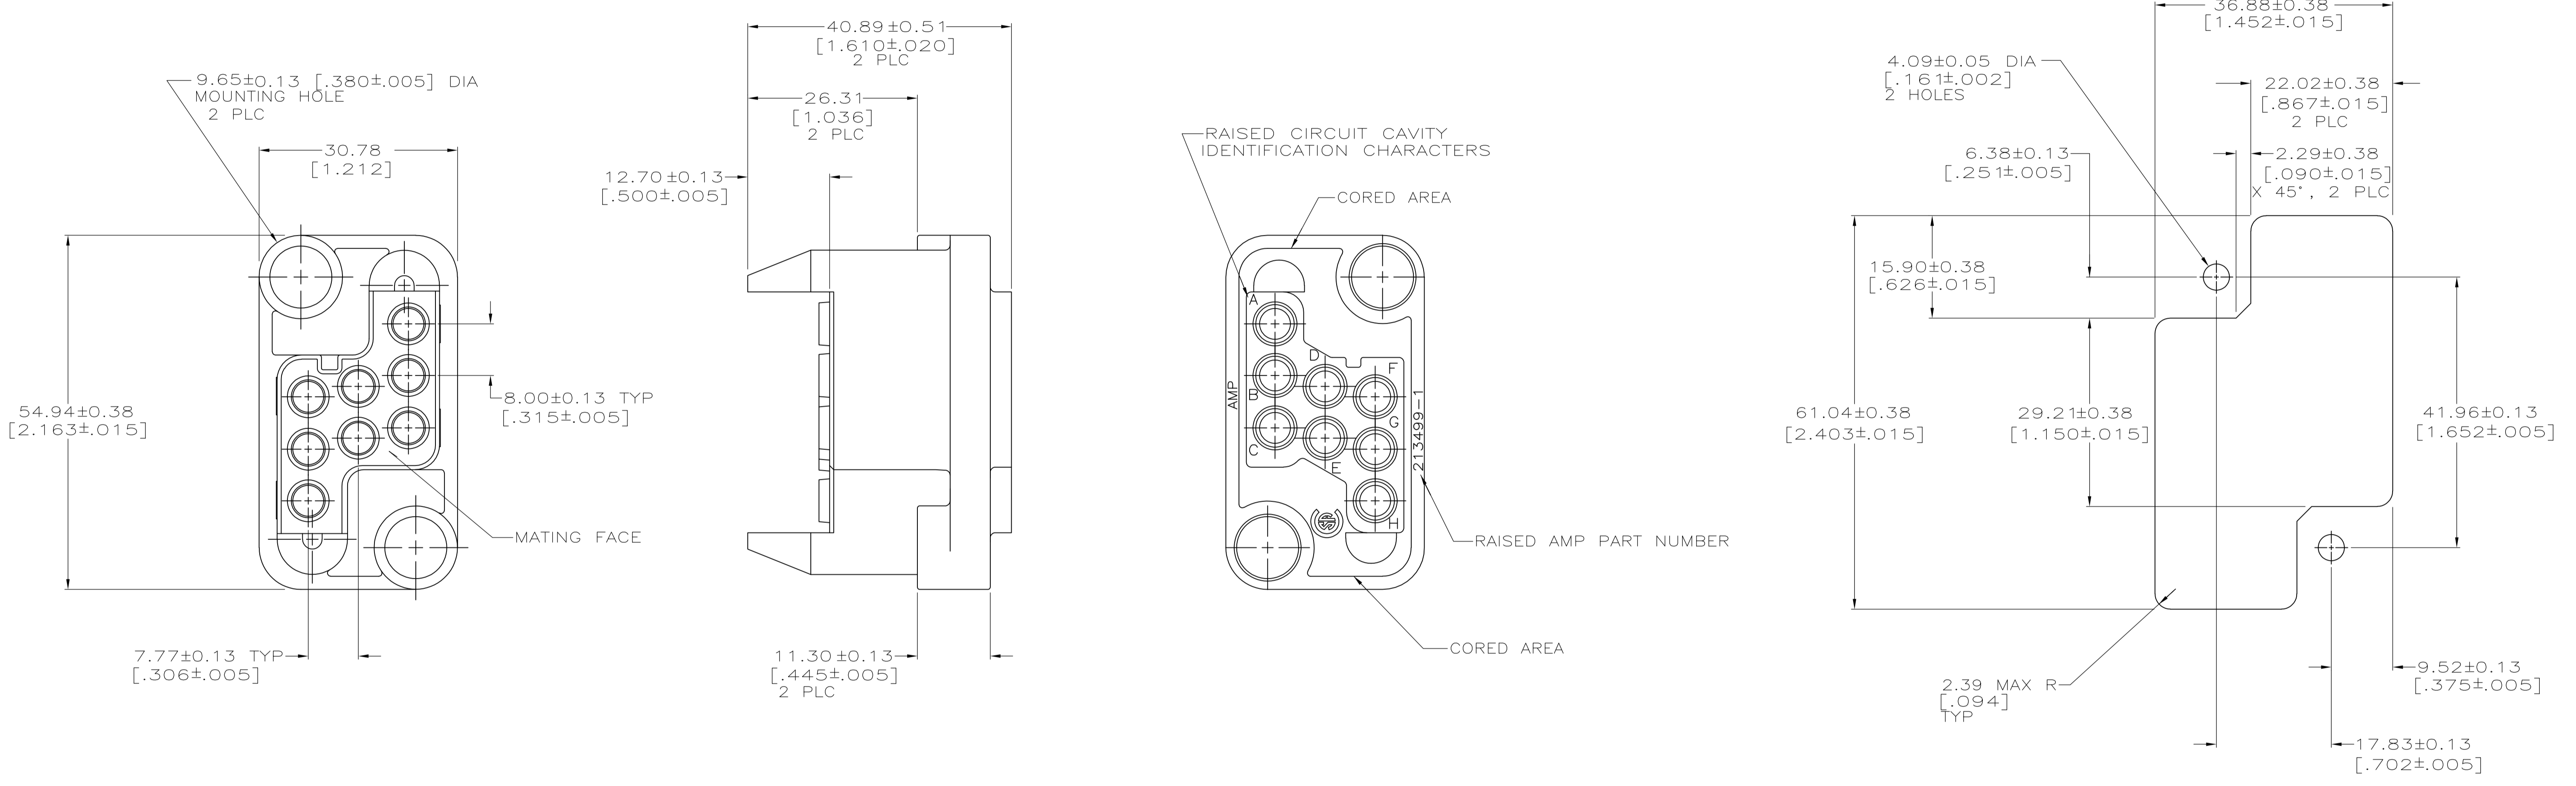 9.65±0.13 [.380±.005] DIA
MOUNTING HOLE
2 PLC
30.78
[1.212]
54.94±0.38
[2.163±.015]
8.00±0.13 TYP
[.315±.005]
MATING FACE
7.77±0.13 TYP
[.306±.005]
40.89±0.51
[1.610±.020]
2 PLC
26.31
[1.036]
2 PLC
12.70±0.13
[.500±.005]
11.30±0.13
[.445±.005]
2 PLC
RAISED CIRCUIT CAVITY
IDENTIFICATION CHARACTERS
CORED AREA
A
D
F
B
G
C
E
H
AMP
213499-1
RAISED AMP PART NUMBER
CORED AREA
36.88±0.38
[1.452±.015]
4.09±0.05 DIA
[.161±.002]
2 HOLES
22.02±0.38
[.867±.015]
2 PLC
6.38±0.13
[.251±.005]
2.29±0.38
[.090±.015]
X 45°, 2 PLC
15.90±0.38
[.626±.015]
61.04±0.38
[2.403±.015]
29.21±0.38
[1.150±.015]
41.96±0.13
[1.652±.005]
9.52±0.13
[.375±.005]
2.39 MAX R
[.094]
TYP
17.83±0.13
[.702±.005]